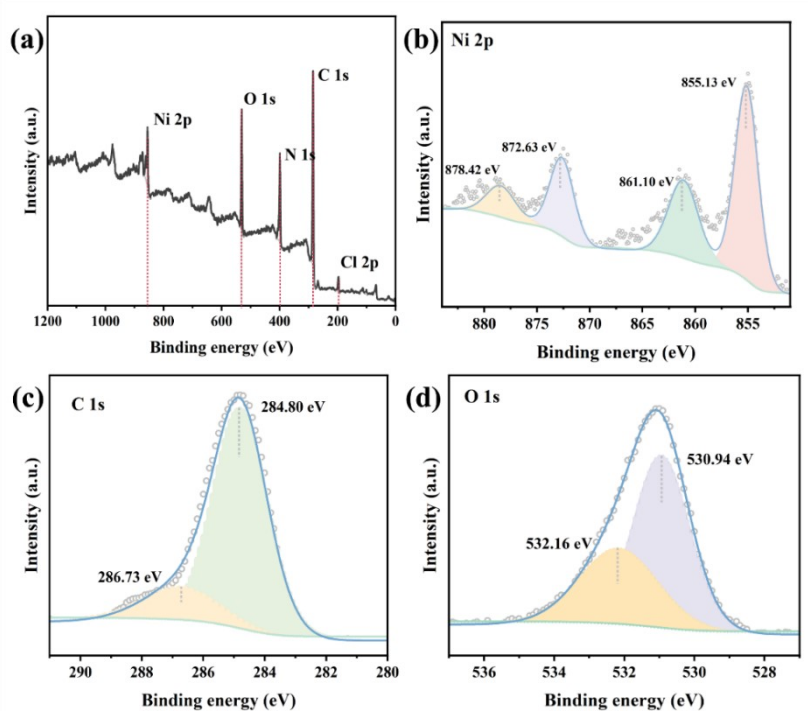 (a)
Ni 2p
O 1s
N 1s
C 1s
Cl 2p
Intensity (a.u.)
1200 1000 800 600 400 200 0
Binding energy (eV)
(b)
Ni 2p
878.42 eV
872.63 eV
861.10 eV
855.13 eV
Intensity (a.u.)
880 875 870 865 860 855
Binding energy (eV)
(c)
C 1s
284.80 eV
286.73 eV
Intensity (a.u.)
290 288 286 284 282 280
Binding energy (eV)
(d)
O 1s
530.94 eV
532.16 eV
Intensity (a.u.)
536 534 532 530 528
Binding energy (eV)